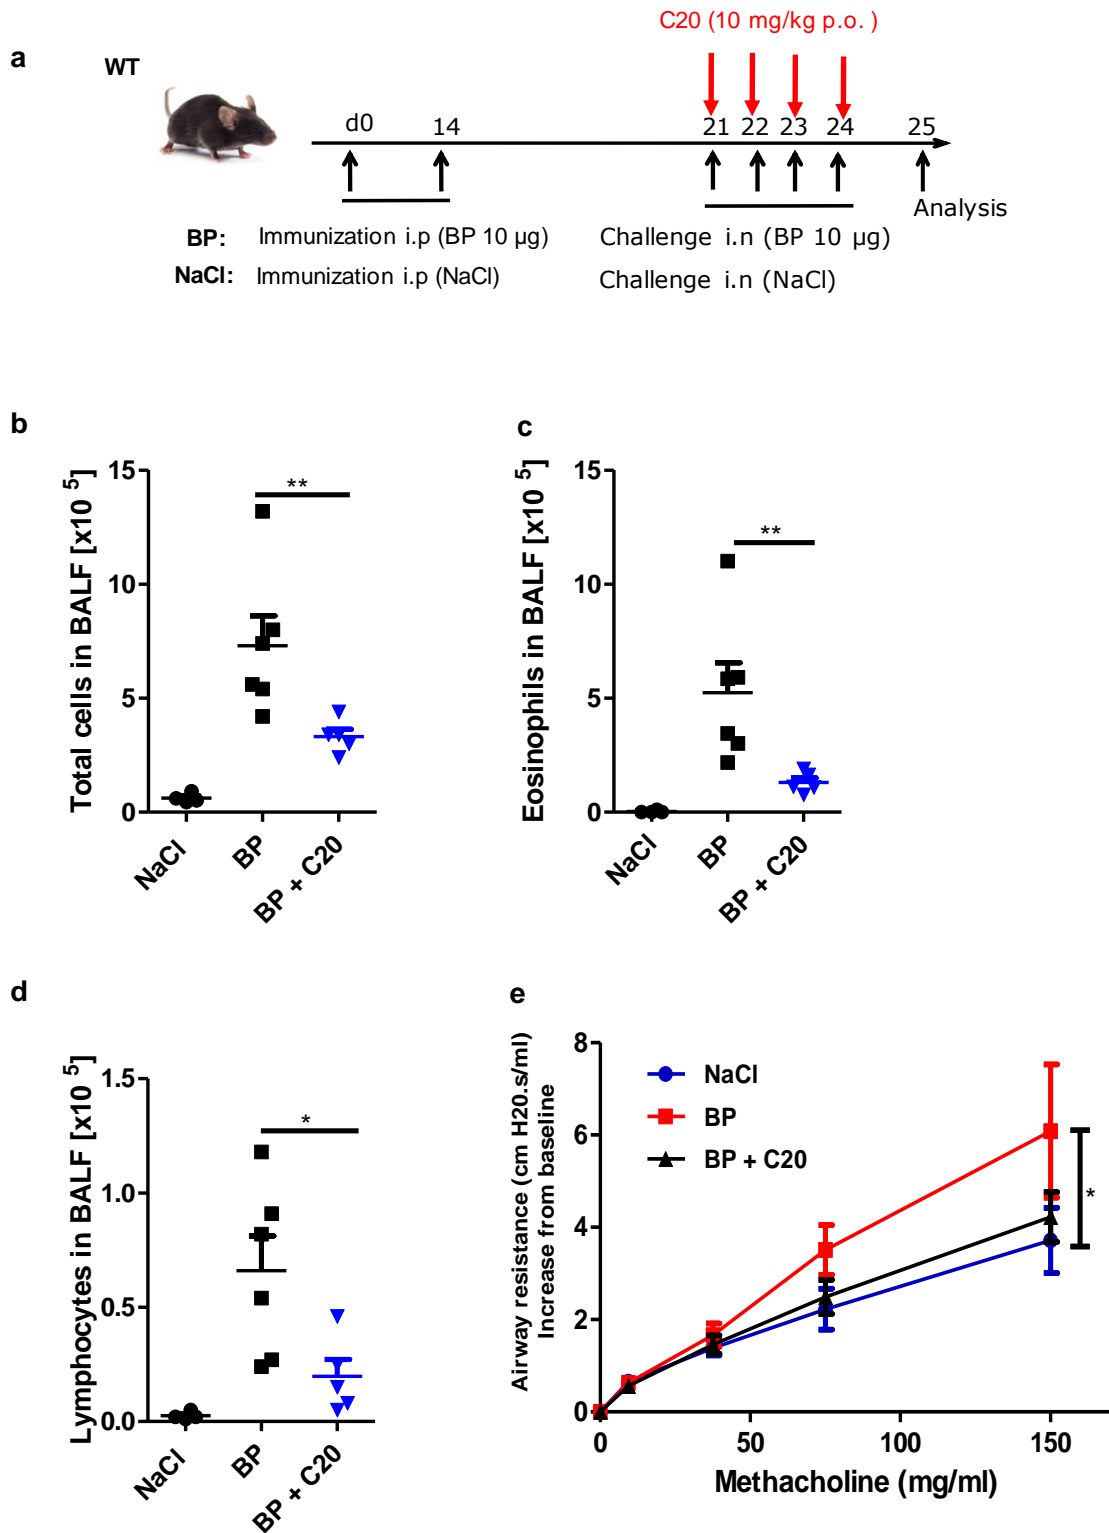 C20 (10 mg/kg p.o. )
a
WT
d0 14 21 22 23 24 25
Analysis
BP: Immunization i.p (BP 10 µg) Challenge i.n (BP 10 µg)
NaCl: Immunization i.p (NaCl) Challenge i.n (NaCl)
b
Total cells in BALF [x10 5]
15
10
5
0
**
NaCl
BP
BP + C20
c
Eosinophils in BALF [x10 5]
15
10
5
0
**
NaCl
BP
BP + C20
d
Lymphocytes in BALF [x10 5]
1.5
1.0
0.5
0.0
*
NaCl
BP
BP + C20
e
Airway resistance (cm H20.s/ml)
Increase from baseline
8
6
4
2
0
NaCl
BP
BP + C20
*
0 50 100 150
Methacholine (mg/ml)